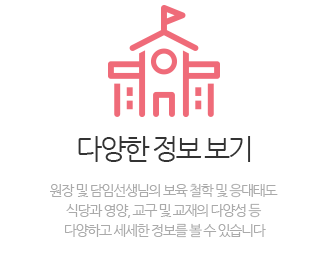 다양한 정보 보기
원장 및 담임선생님의 보육 철학 및 응대태도
식당과 영양, 교구 및 교재의 다양성 등
다양하고 세세한 정보를 볼 수 있습니다